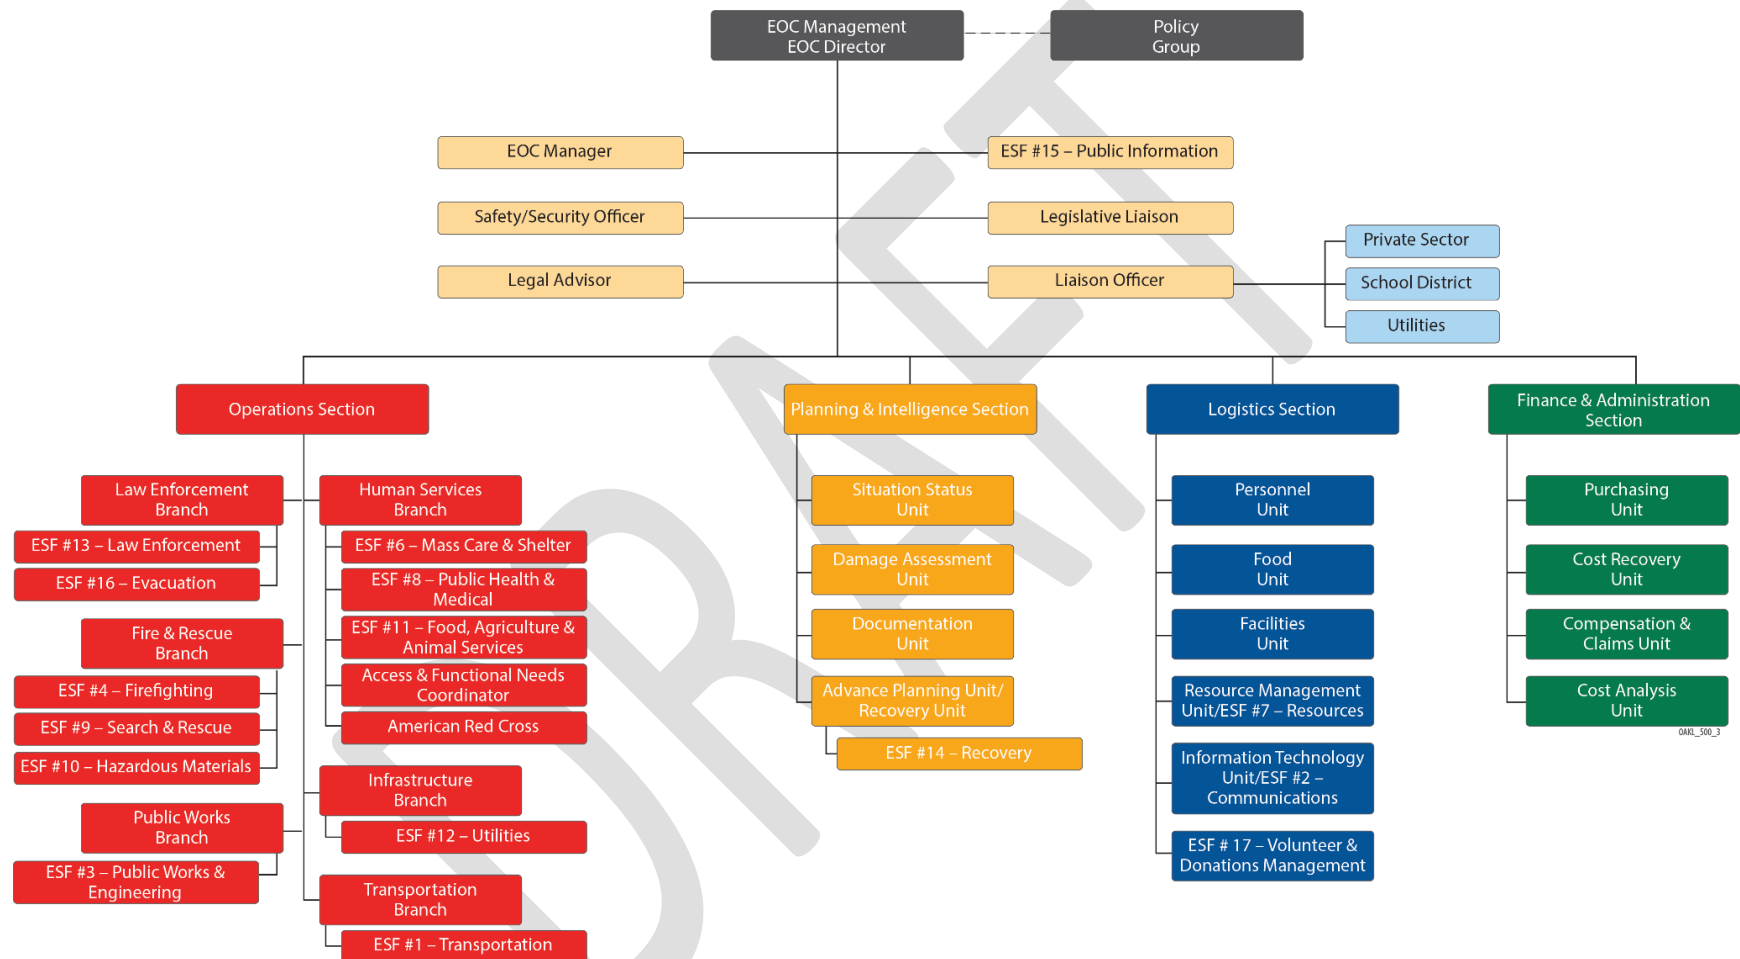 EOC Management
EOC Director
Policy
Group
EOC Manager
ESF #15 – Public Information
Safety/Security Officer
Legislative Liaison
Legal Advisor
Liaison Officer
Private Sector
School District
Utilities
Operations Section
Planning & Intelligence Section
Logistics Section
Finance & Administration
Section
Law Enforcement
Branch
ESF #13 – Law Enforcement
ESF #16 – Evacuation
Fire & Rescue
Branch
ESF #4 – Firefighting
ESF #9 – Search & Rescue
ESF #10 – Hazardous Materials
Public Works
Branch
ESF #3 – Public Works &
Engineering
Human Services
Branch
ESF #6 – Mass Care & Shelter
ESF #8 – Public Health &
Medical
ESF #11 – Food, Agriculture &
Animal Services
Access & Functional Needs
Coordinator
American Red Cross
Infrastructure
Branch
ESF #12 – Utilities
Transportation
Branch
ESF #1 – Transportation
Situation Status
Unit
Damage Assessment
Unit
Documentation
Unit
Advance Planning Unit/
Recovery Unit
ESF #14 – Recovery
Personnel
Unit
Food
Unit
Facilities
Unit
Resource Management
Unit/ESF #7 – Resources
Information Technology
Unit/ESF #2 –
Communications
ESF # 17 – Volunteer &
Donations Management
Purchasing
Unit
Cost Recovery
Unit
Compensation &
Claims Unit
Cost Analysis
Unit
OAKL_500_3
DRAFT